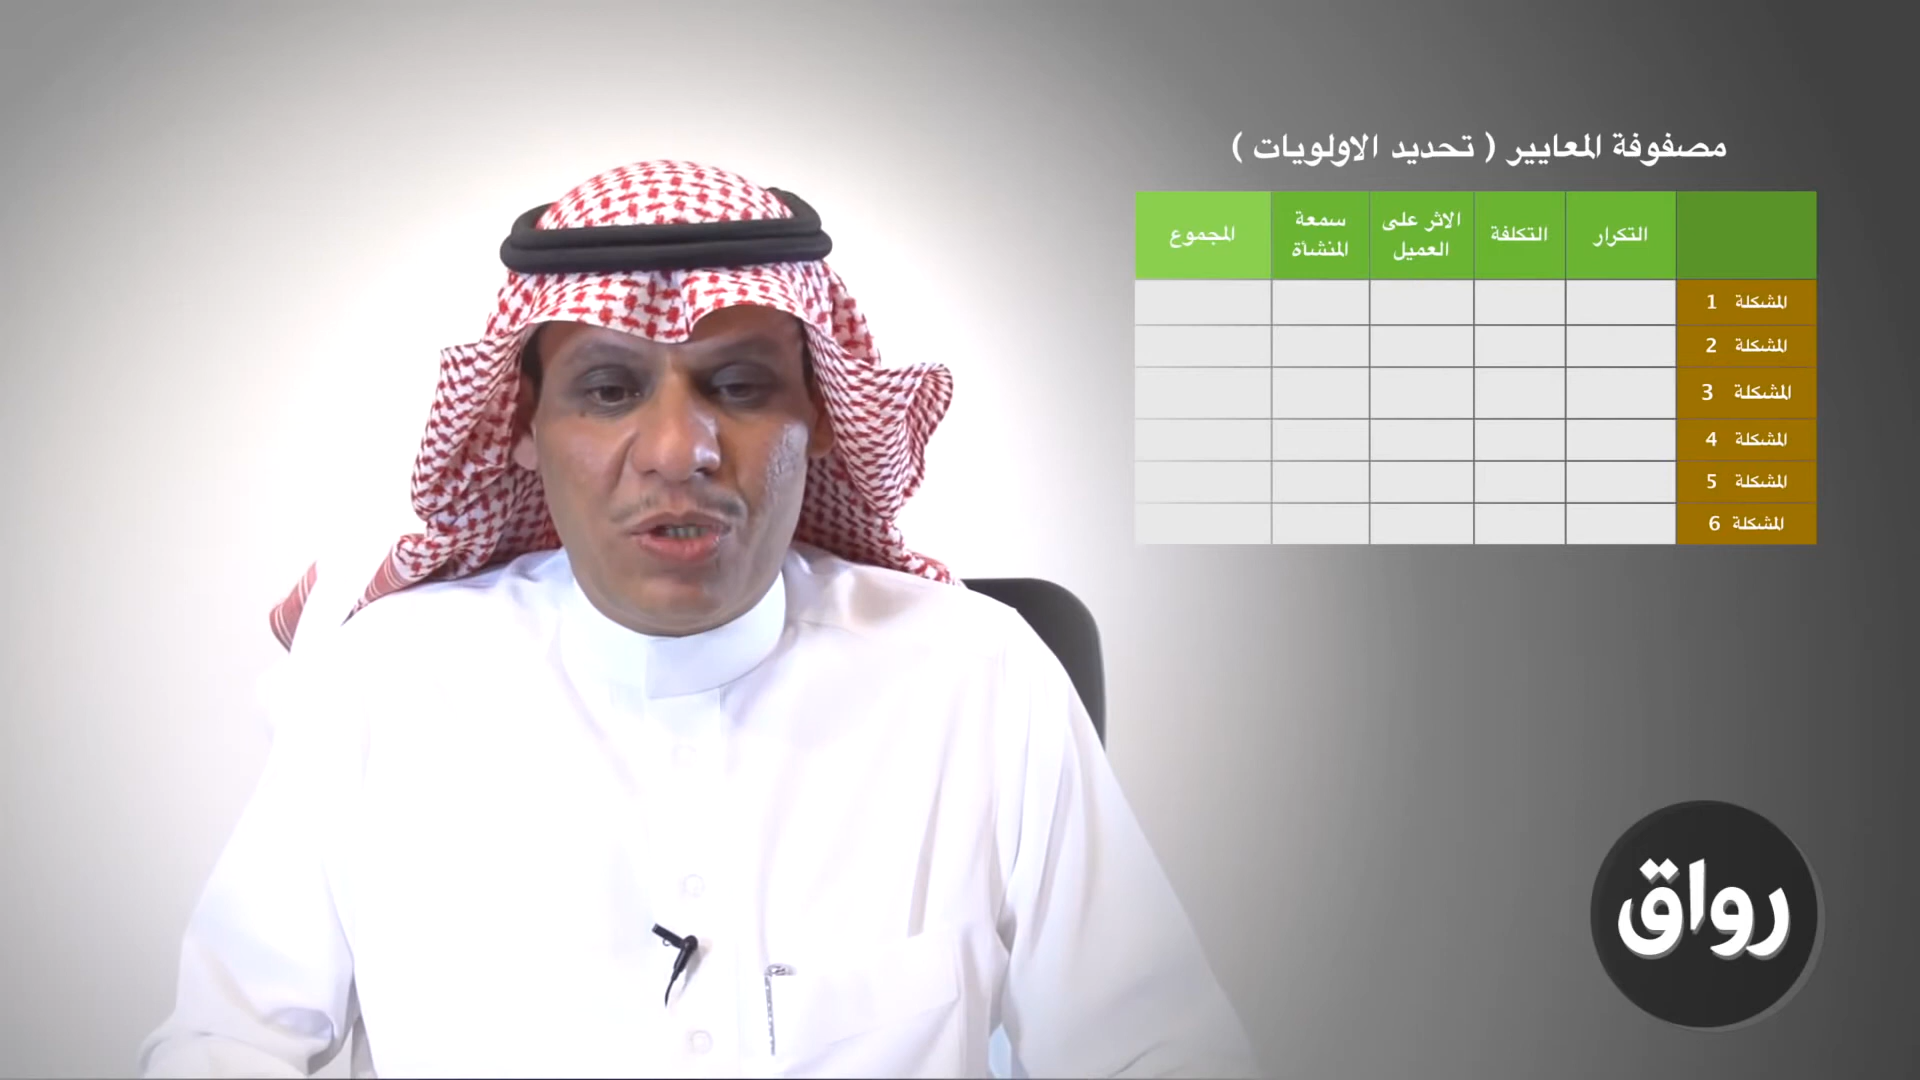 مصفوفة المعايير ( تحديد الاولويات )
التكرار
التكلفة
الاثر على
العميل
سمعة
المنشأة
المجموع
المشكلة 1
المشكلة 2
المشكلة 3
المشكلة 4
المشكلة 5
المشكلة 6
رواق